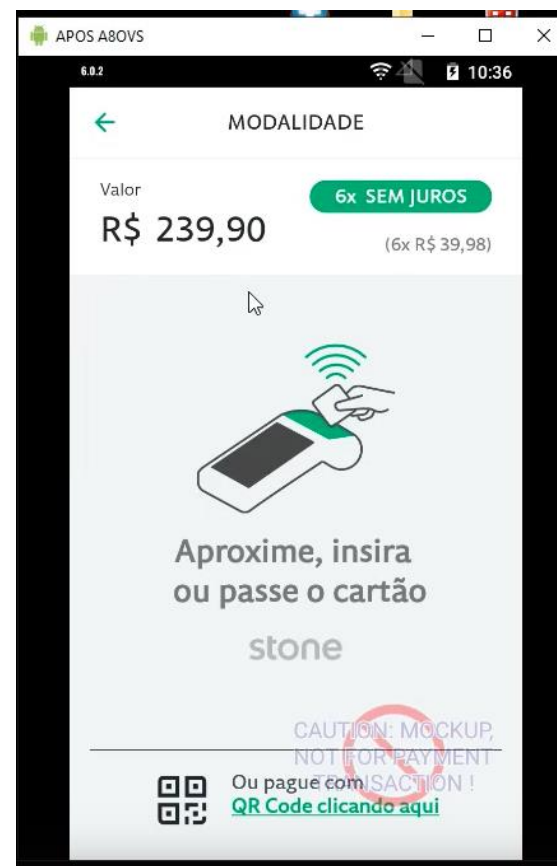 APOS A8OVS
6.0.2
10:36
MODALIDADE
Valor
6x SEM JUROS
R$ 239,90
(6x R$ 39,98)
Aproxime, insira
ou passe o cartão
stone
CAUTION: MOCKUP,
NOT FOR PAYMENT
TRANSACTION !
Ou pague com
QR Code clicando aqui